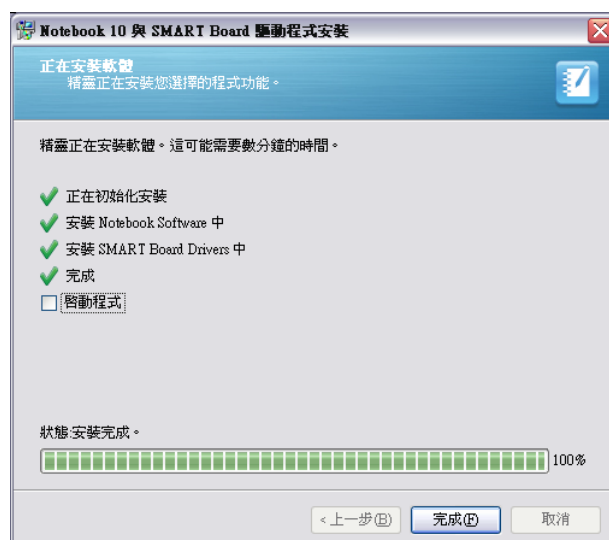 Notebook 10 與 SMART Board 驅動程式安裝
正在安裝軟體
精靈正在安裝您選擇的程式功能。
精靈正在安裝軟體。這可能需要數分鐘的時間。
正在初始化安裝
安裝 Notebook Software 中
安裝 SMART Board Drivers 中
完成
啟動程式
狀態:安裝完成。
100%
<上一步(B) 完成(F) 取消